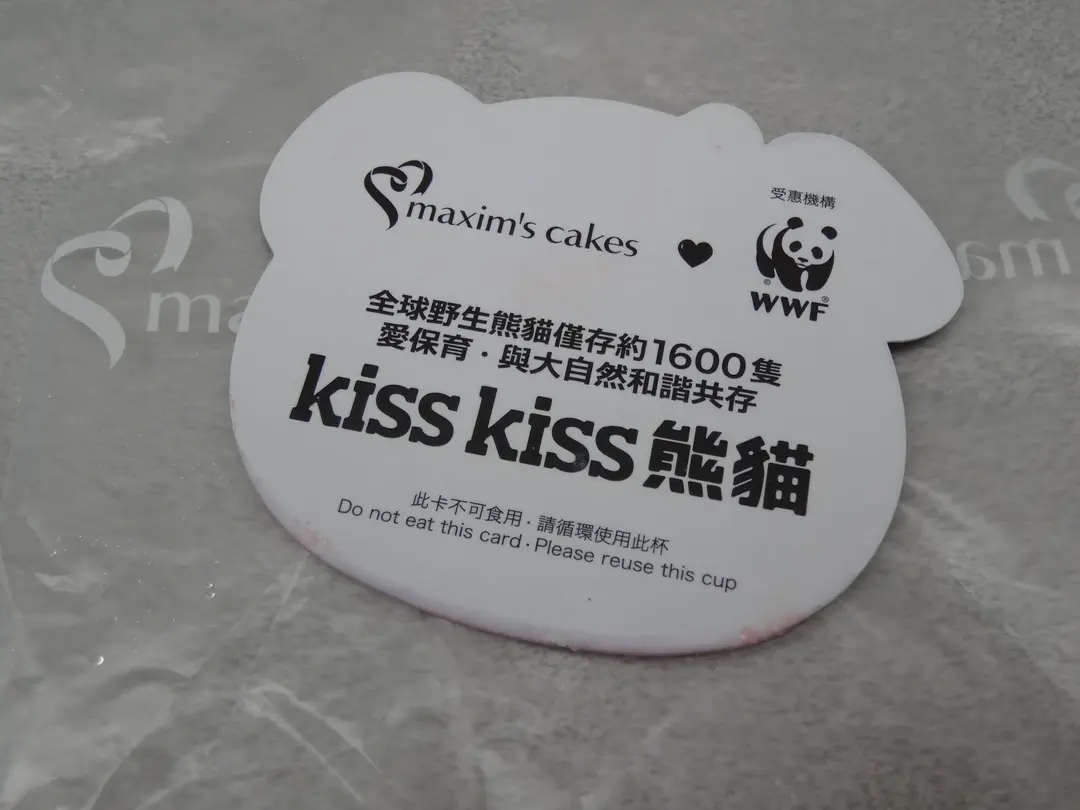 maxim's cakes
受惠機構
WWF
全球野生熊貓僅存約1600隻
愛保育·與大自然和諧共存
kiss kiss 熊貓
此卡不可食用·請循環使用此杯
Do not eat this card·Please reuse this cup
ma
ma